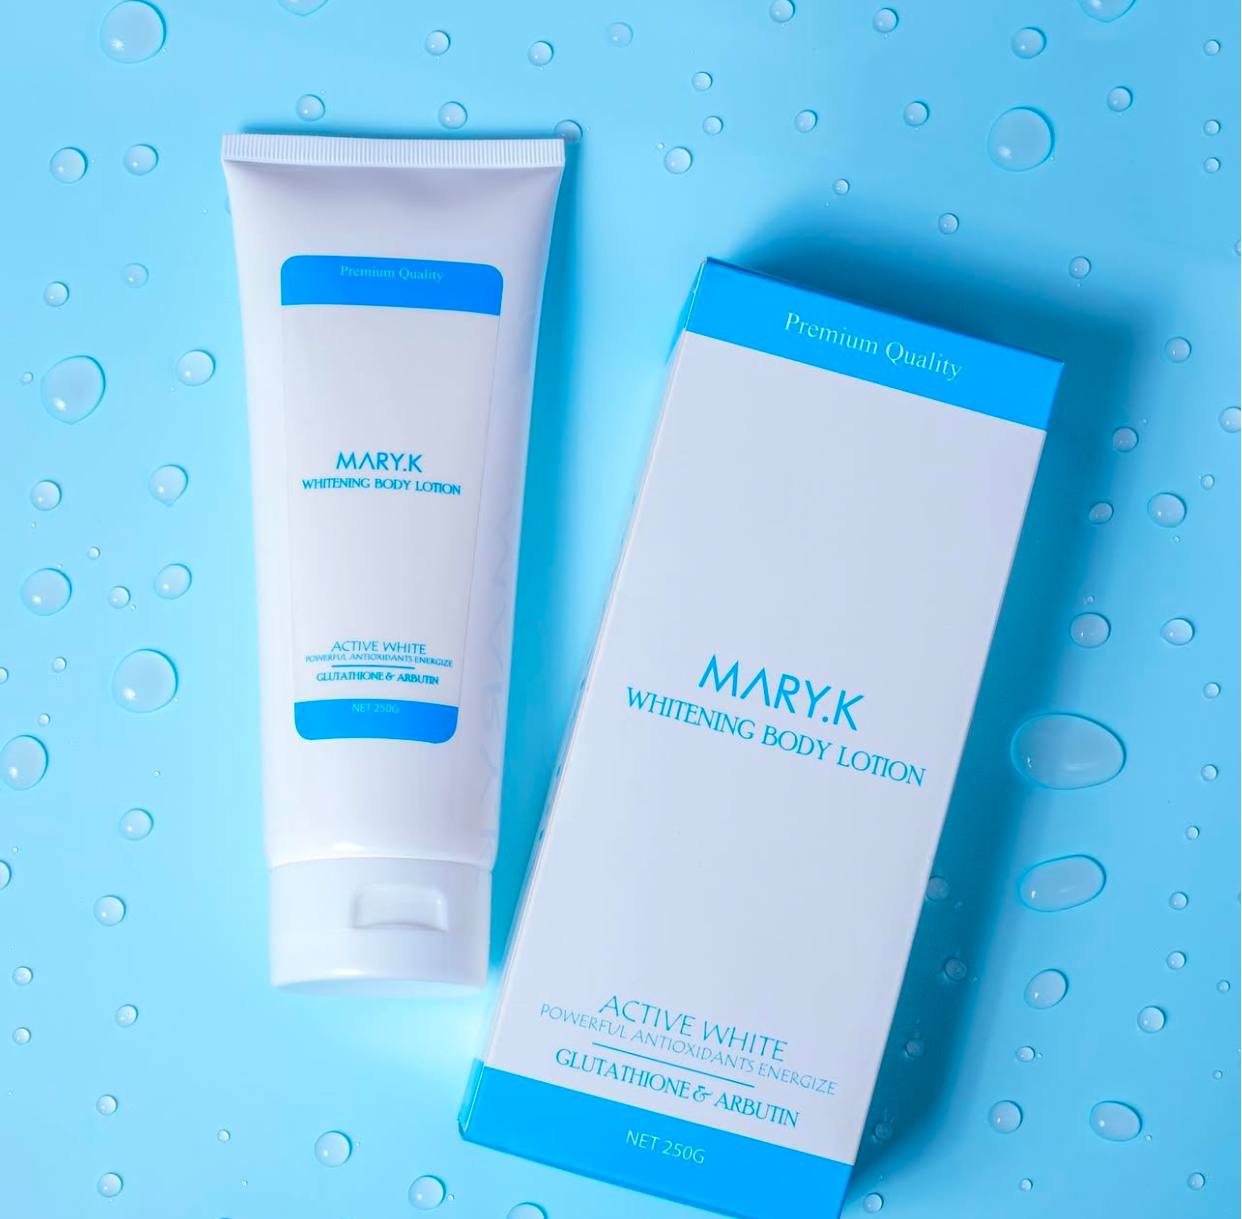 Premium Quality
MARY.K
WHITENING BODY LOTION
ACTIVE WHITE
POWERFUL ANTIOXIDANTS ENERGIZE
GLUTATHIONE & ARBUTIN
NET 250G
Premium Quality
MARY.K
WHITENING BODY LOTION
ACTIVE WHITE
POWERFUL ANTIOXIDANTS ENERGIZE
GLUTATHIONE & ARBUTIN
NET 250G